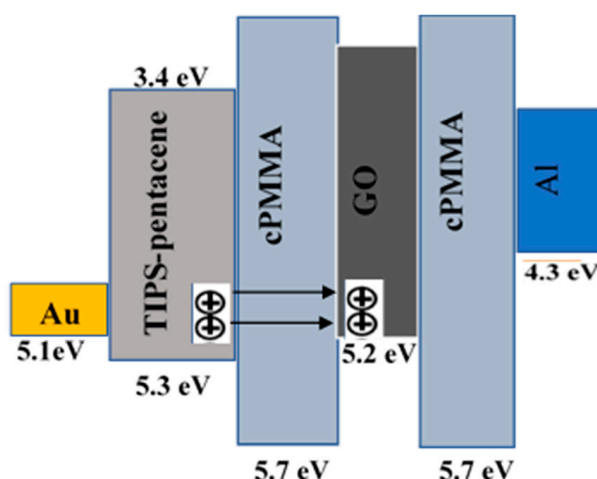 3.4 eV
TIPS-pentacene
cPMMA
GO
cPMMA
Al
4.3 eV
Au
5.1eV
5.2 eV
5.3 eV
5.7 eV
5.7 eV